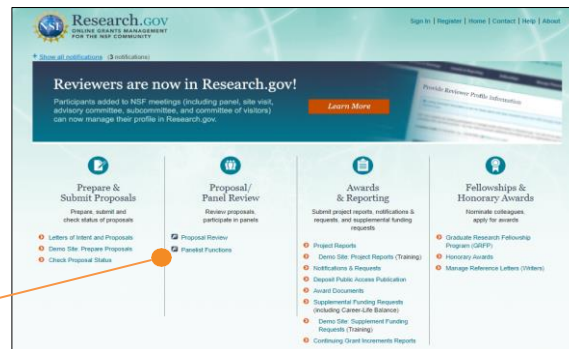 Research.gov
ONLINE GRANTS MANAGEMENT
FOR THE NSF COMMUNITY
NSF
Sign In | Register | Home | Contact | Help | About
Show all notifications (3 notifications)
Reviewers are now in Research.gov!
Participants added to NSF meetings (including panel, site visit,
advisory committee, subcommittee, and committee of visitors)
can now manage their profile in Research.gov.
Learn More
Provide Reviewer Profile Information
Prepare &
Submit Proposals
Prepare, submit and
check status of proposals
Letters of Intent and Proposals
Demo Site: Prepare Proposals
Check Proposal Status
Proposal/
Panel Review
Review proposals,
participate in panels
Proposal Review
Panelist Functions
Awards
& Reporting
Submit project reports, notifications &
requests, and supplemental funding
requests
Project Reports
Demo Site: Project Reports (Training)
Notifications & Requests
Deposit Public Access Publication
Award Documents
Supplemental Funding Requests
(including Career-Life Balance)
Demo Site: Supplement Funding
Requests (Training)
Continuing Grant Increments Reports
Fellowships &
Honorary Awards
Nominate colleagues,
apply for awards
Graduate Research Fellowship
Program (GRFP)
Honorary Awards
Manage Reference Letters (Writers)